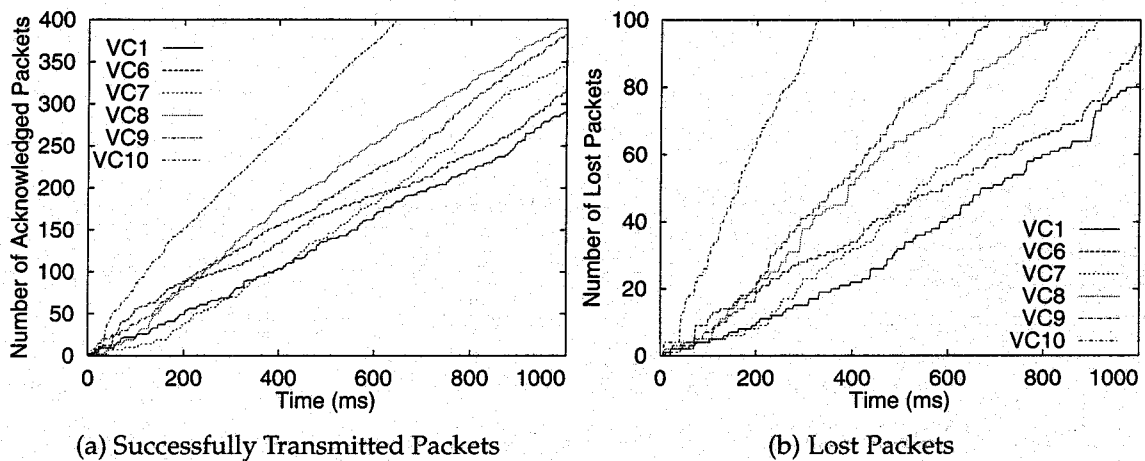 Number of Acknowledged Packets
400
350
300
250
200
150
100
50
0
VC1
VC6
VC7
VC8
VC9
VC10
0 200 400 600 800 1000
Time (ms)
(a) Successfully Transmitted Packets
Number of Lost Packets
100
80
60
40
20
0
VC1
VC6
VC7
VC8
VC9
VC10
0 200 400 600 800 1000
Time (ms)
(b) Lost Packets